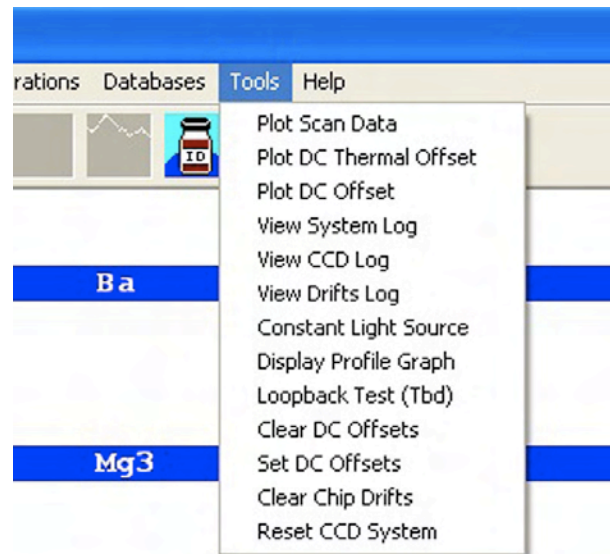 rations Databases Tools Help
ID
Plot Scan Data
Plot DC Thermal Offset
Plot DC Offset
View System Log
View CCD Log
Ba
View Drifts Log
Constant Light Source
Display Profile Graph
Loopback Test (Tbd)
Clear DC Offsets
Mg3
Set DC Offsets
Clear Chip Drifts
Reset CCD System